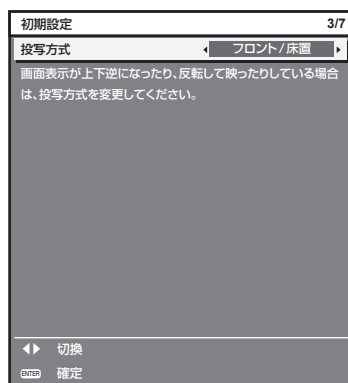 初期設定 3/7
投写方式 フロント/床置
画面表示が上下逆になったり、反転して映ったりしている場合
は、投写方式を変更してください。
切換
ENTER 確定